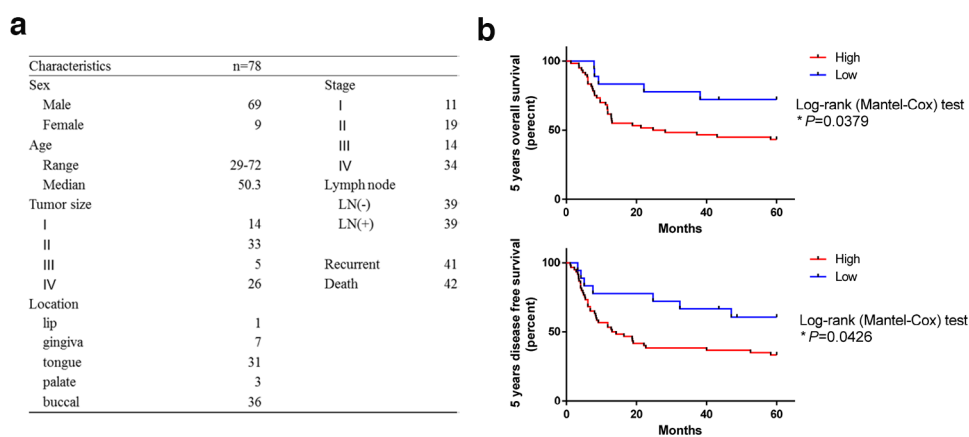 a
Characteristics n=78
Sex Stage
Male 69 I 11
Female 9 II 19
Age III 14
Range 29-72 IV 34
Median 50.3 Lymph node
Tumor size LN(-) 39
I 14 LN(+) 39
II 33
III 5 Recurrent 41
IV 26 Death 42
Location
lip 1
gingiva 7
tongue 31
palate 3
buccal 36
b
5 years overall survival
(perecnt)
100
50
0
0 20 40 60
Months
High
Low
Log-rank (Mantel-Cox) test
*P=0.0379
5 years disease free survival
(percent)
100
50
0
0 20 40 60
Months
High
Low
Log-rank (Mantel-Cox) test
*P=0.0426